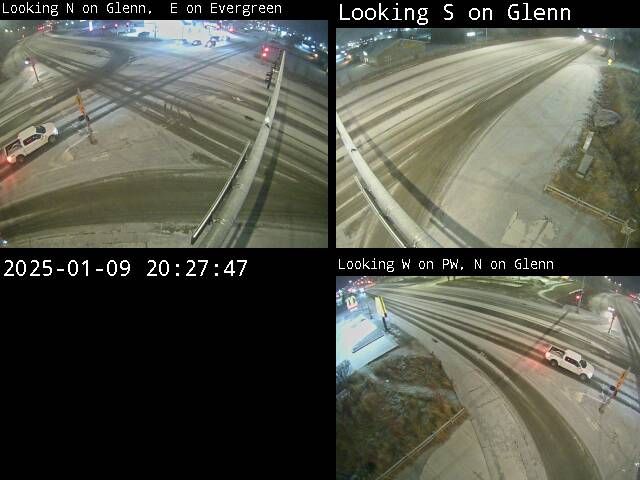 Looking N on Glenn,  E on Evergreen
Looking S on Glenn
2025-01-09 20:27:47
Looking W on PW, N on Glenn